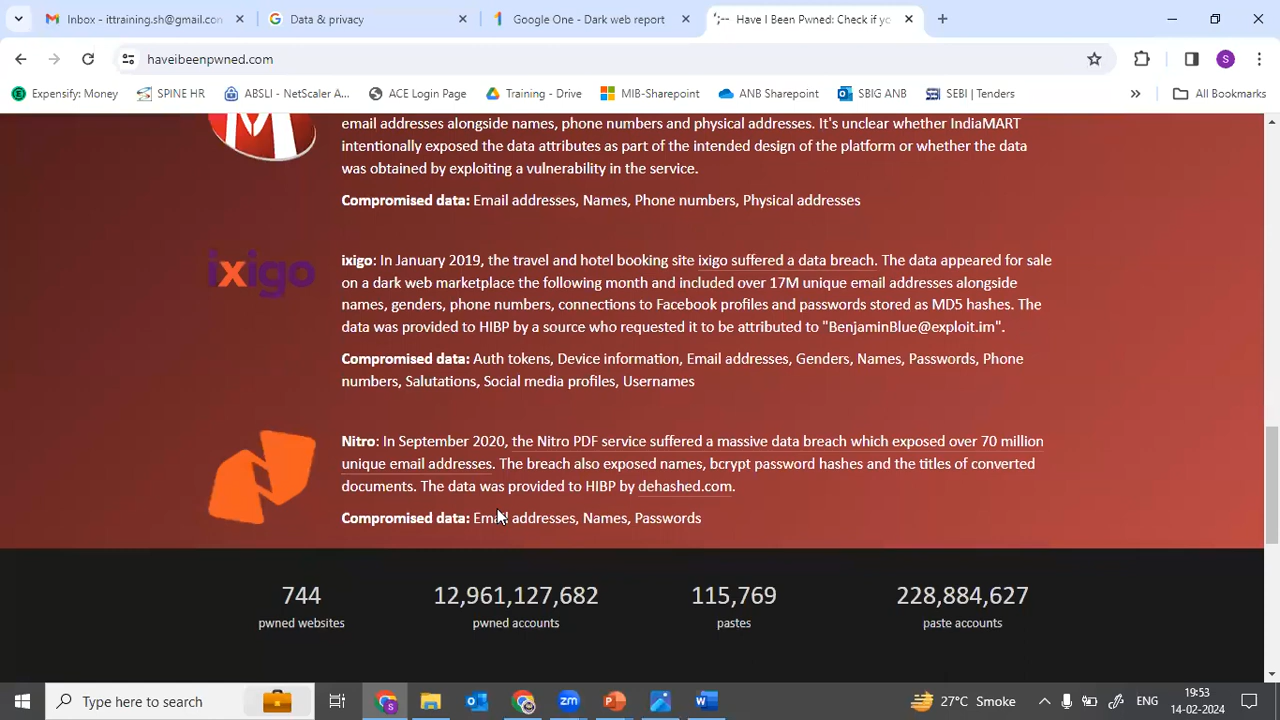 Inbox - ittraining.sh@gmail.con
Data & privacy
Google One - Dark web report
Have I Been Pwned: Check if yo
haveibeenpwned.com
S
Expensify: Money
SPINE HR
ABSLI - NetScaler A...
ACE Login Page
Training - Drive
MIB-Sharepoint
ANB Sharepoint
SBIG ANB
SEBI | Tenders
»
All Bookmarks
email addresses alongside names, phone numbers and physical addresses. It's unclear whether IndiaMART
intentionally exposed the data attributes as part of the intended design of the platform or whether the data
was obtained by exploiting a vulnerability in the service.
Compromised data: Email addresses, Names, Phone numbers, Physical addresses
ixigo
ixigo: In January 2019, the travel and hotel booking site ixigo suffered a data breach. The data appeared for sale
on a dark web marketplace the following month and included over 17M unique email addresses alongside
names, genders, phone numbers, connections to Facebook profiles and passwords stored as MD5 hashes. The
data was provided to HIBP by a source who requested it to be attributed to "BenjaminBlue@exploit.im".
Compromised data: Auth tokens, Device information, Email addresses, Genders, Names, Passwords, Phone
numbers, Salutations, Social media profiles, Usernames
Nitro: In September 2020, the Nitro PDF service suffered a massive data breach which exposed over 70 million
unique email addresses. The breach also exposed names, bcrypt password hashes and the titles of converted
documents. The data was provided to HIBP by dehashed.com.
Compromised data: Email addresses, Names, Passwords
744
12,961,127,682
115,769
228,884,627
pwned websites
pwned accounts
pastes
paste accounts
Type here to search
27°C Smoke
ENG
19:53
14-02-2024